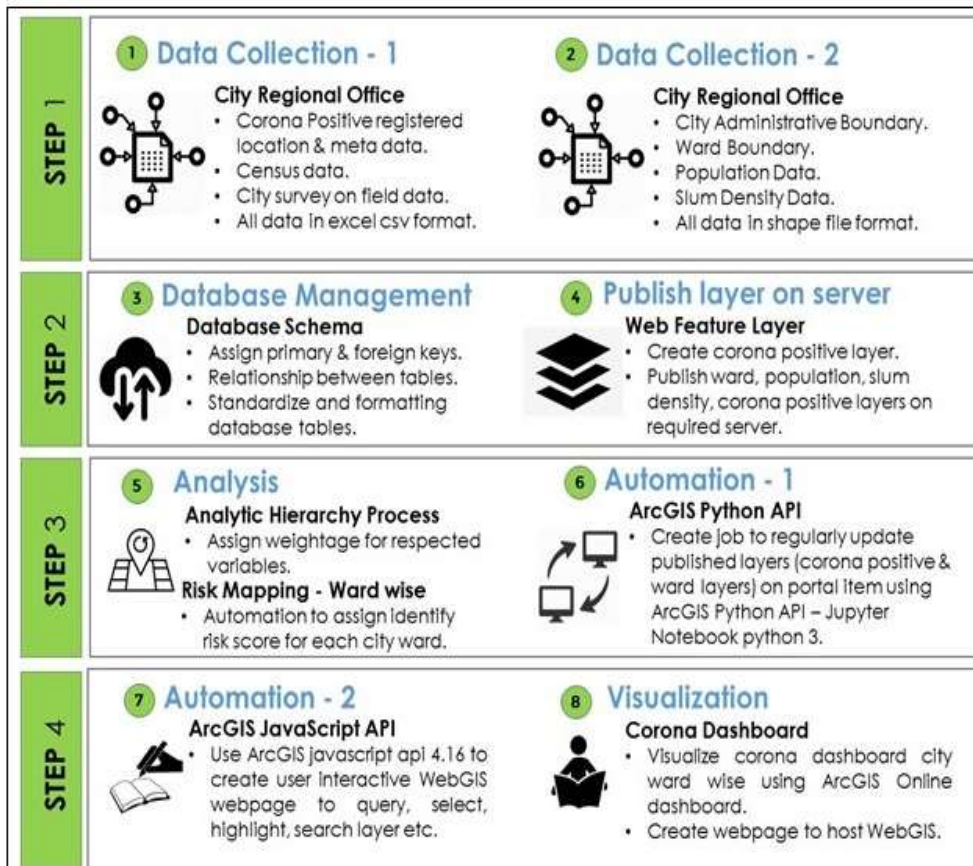 STEP 1
1 Data Collection - 1
City Regional Office
• Corona Positive registered
location & meta data.
• Census data.
• City survey on field data.
• All data in excel csv format.
2 Data Collection - 2
City Regional Office
• City Administrative Boundary.
• Ward Boundary.
• Population Data.
• Slum Density Data.
• All data in shape file format.
STEP 2
3 Database Management
Database Schema
• Assign primary & foreign keys.
• Relationship between tables.
• Standardize and formatting
database tables.
4 Publish layer on server
Web Feature Layer
• Create corona positive layer.
• Publish ward, population, slum
density, corona positive layers on
required server.
STEP 3
5 Analysis
Analytic Hierarchy Process
• Assign weightage for respected
variables.
Risk Mapping - Ward wise
• Automation to assign identify
risk score for each city ward.
6 Automation - 1
ArcGIS Python API
• Create job to regularly update
published layers (corona positive &
ward layers) on portal item using
ArcGIS Python API – Jupyter
Notebook python 3.
STEP 4
7 Automation - 2
ArcGIS JavaScript API
• Use ArcGIS javascript api 4.16 to
create user interactive WebGIS
webpage to query, select,
highlight, search layer etc.
8 Visualization
Corona Dashboard
• Visualize corona dashboard city
ward wise using ArcGIS Online
dashboard.
• Create webpage to host WebGIS.